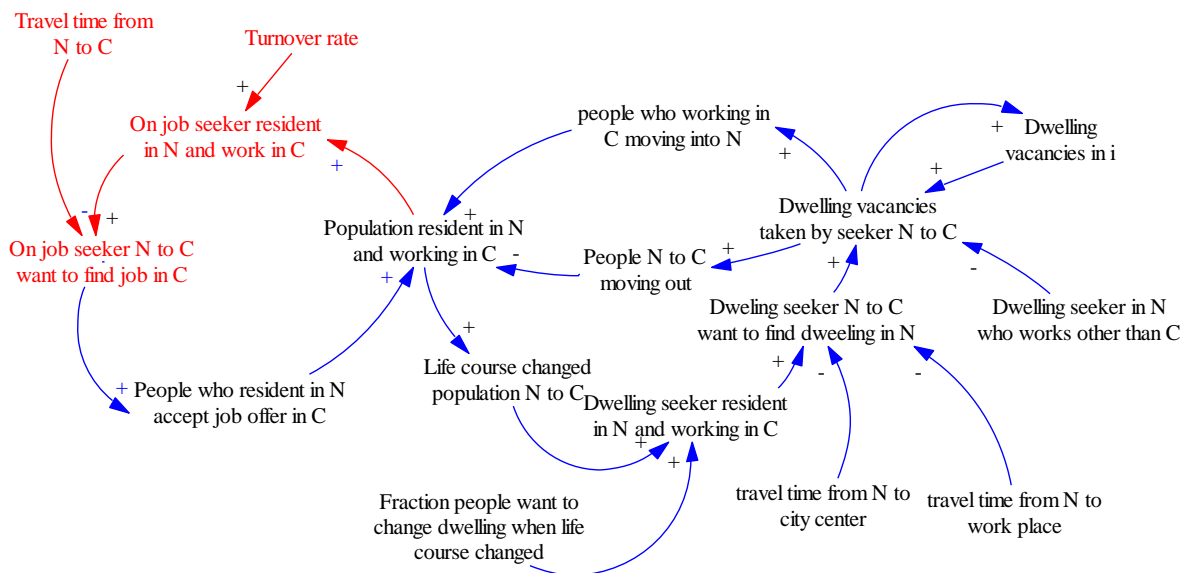 Travel time from
N to C
Turnover rate
+
On job seeker resident
in N and work in C
+
people who working in
C moving into N
+
+
Dwelling
vacancies in i
+
-
+
On job seeker N to C
want to find job in C
-
Population resident in N
and working in C
+
-
+
People N to C
moving out
+
Dwelling vacancies
taken by seeker N to C
+
-
Dweling seeker N to C
want to find dweeling in N
Dwelling seeker in N
who works other than C
+
People who resident in N
accept job offer in C
+
Life course changed
population N to C
+
-
-
Dwelling seeker resident
in N and working in C
+
+
Fraction people want to
change dwelling when life
course changed
travel time from N to
city center
travel time from N to
work place